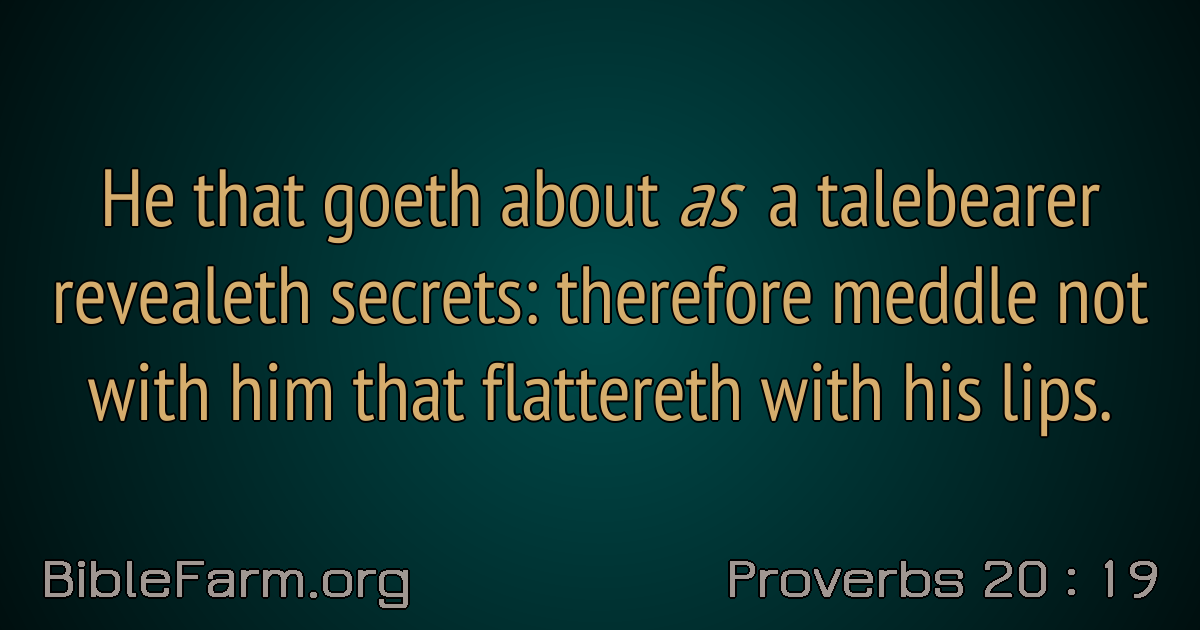 He that goeth about as a talebearer
revealeth secrets: therefore meddle not
with him that flattereth with his lips.
BibleFarm.org
Proverbs 20 : 19